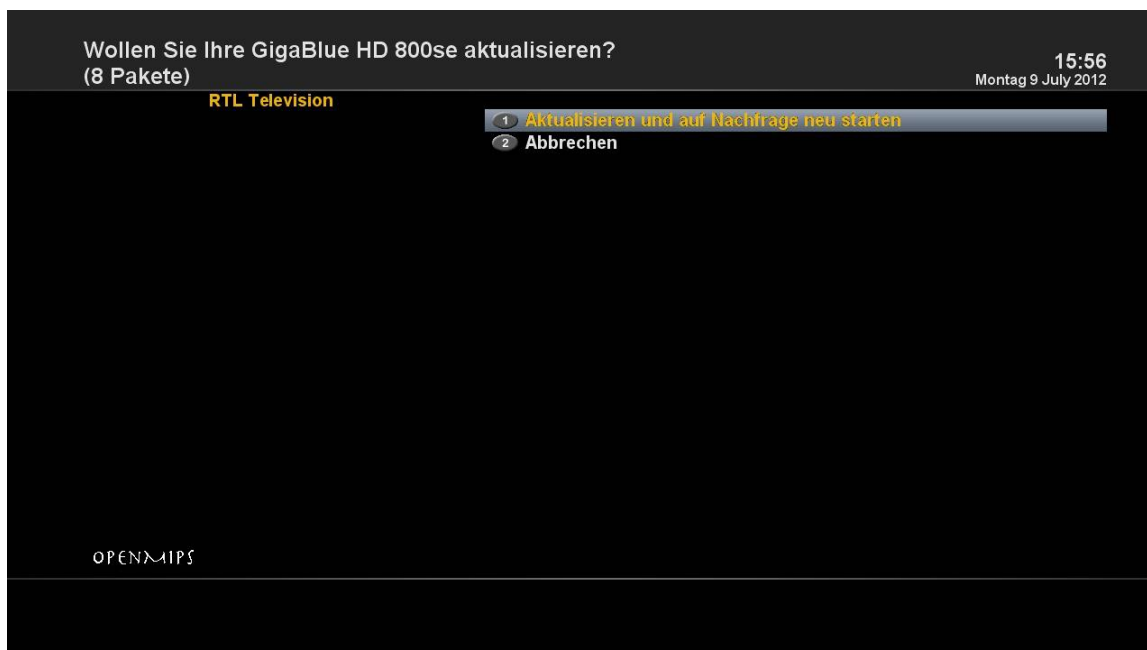 Wollen Sie Ihre GigaBlue HD 800se aktualisieren?
(8 Pakete)
15:56
Montag 9 July 2012
RTL Television
1 Aktualisieren und auf Nachfrage neu starten
2 Abbrechen
OPENMIPS